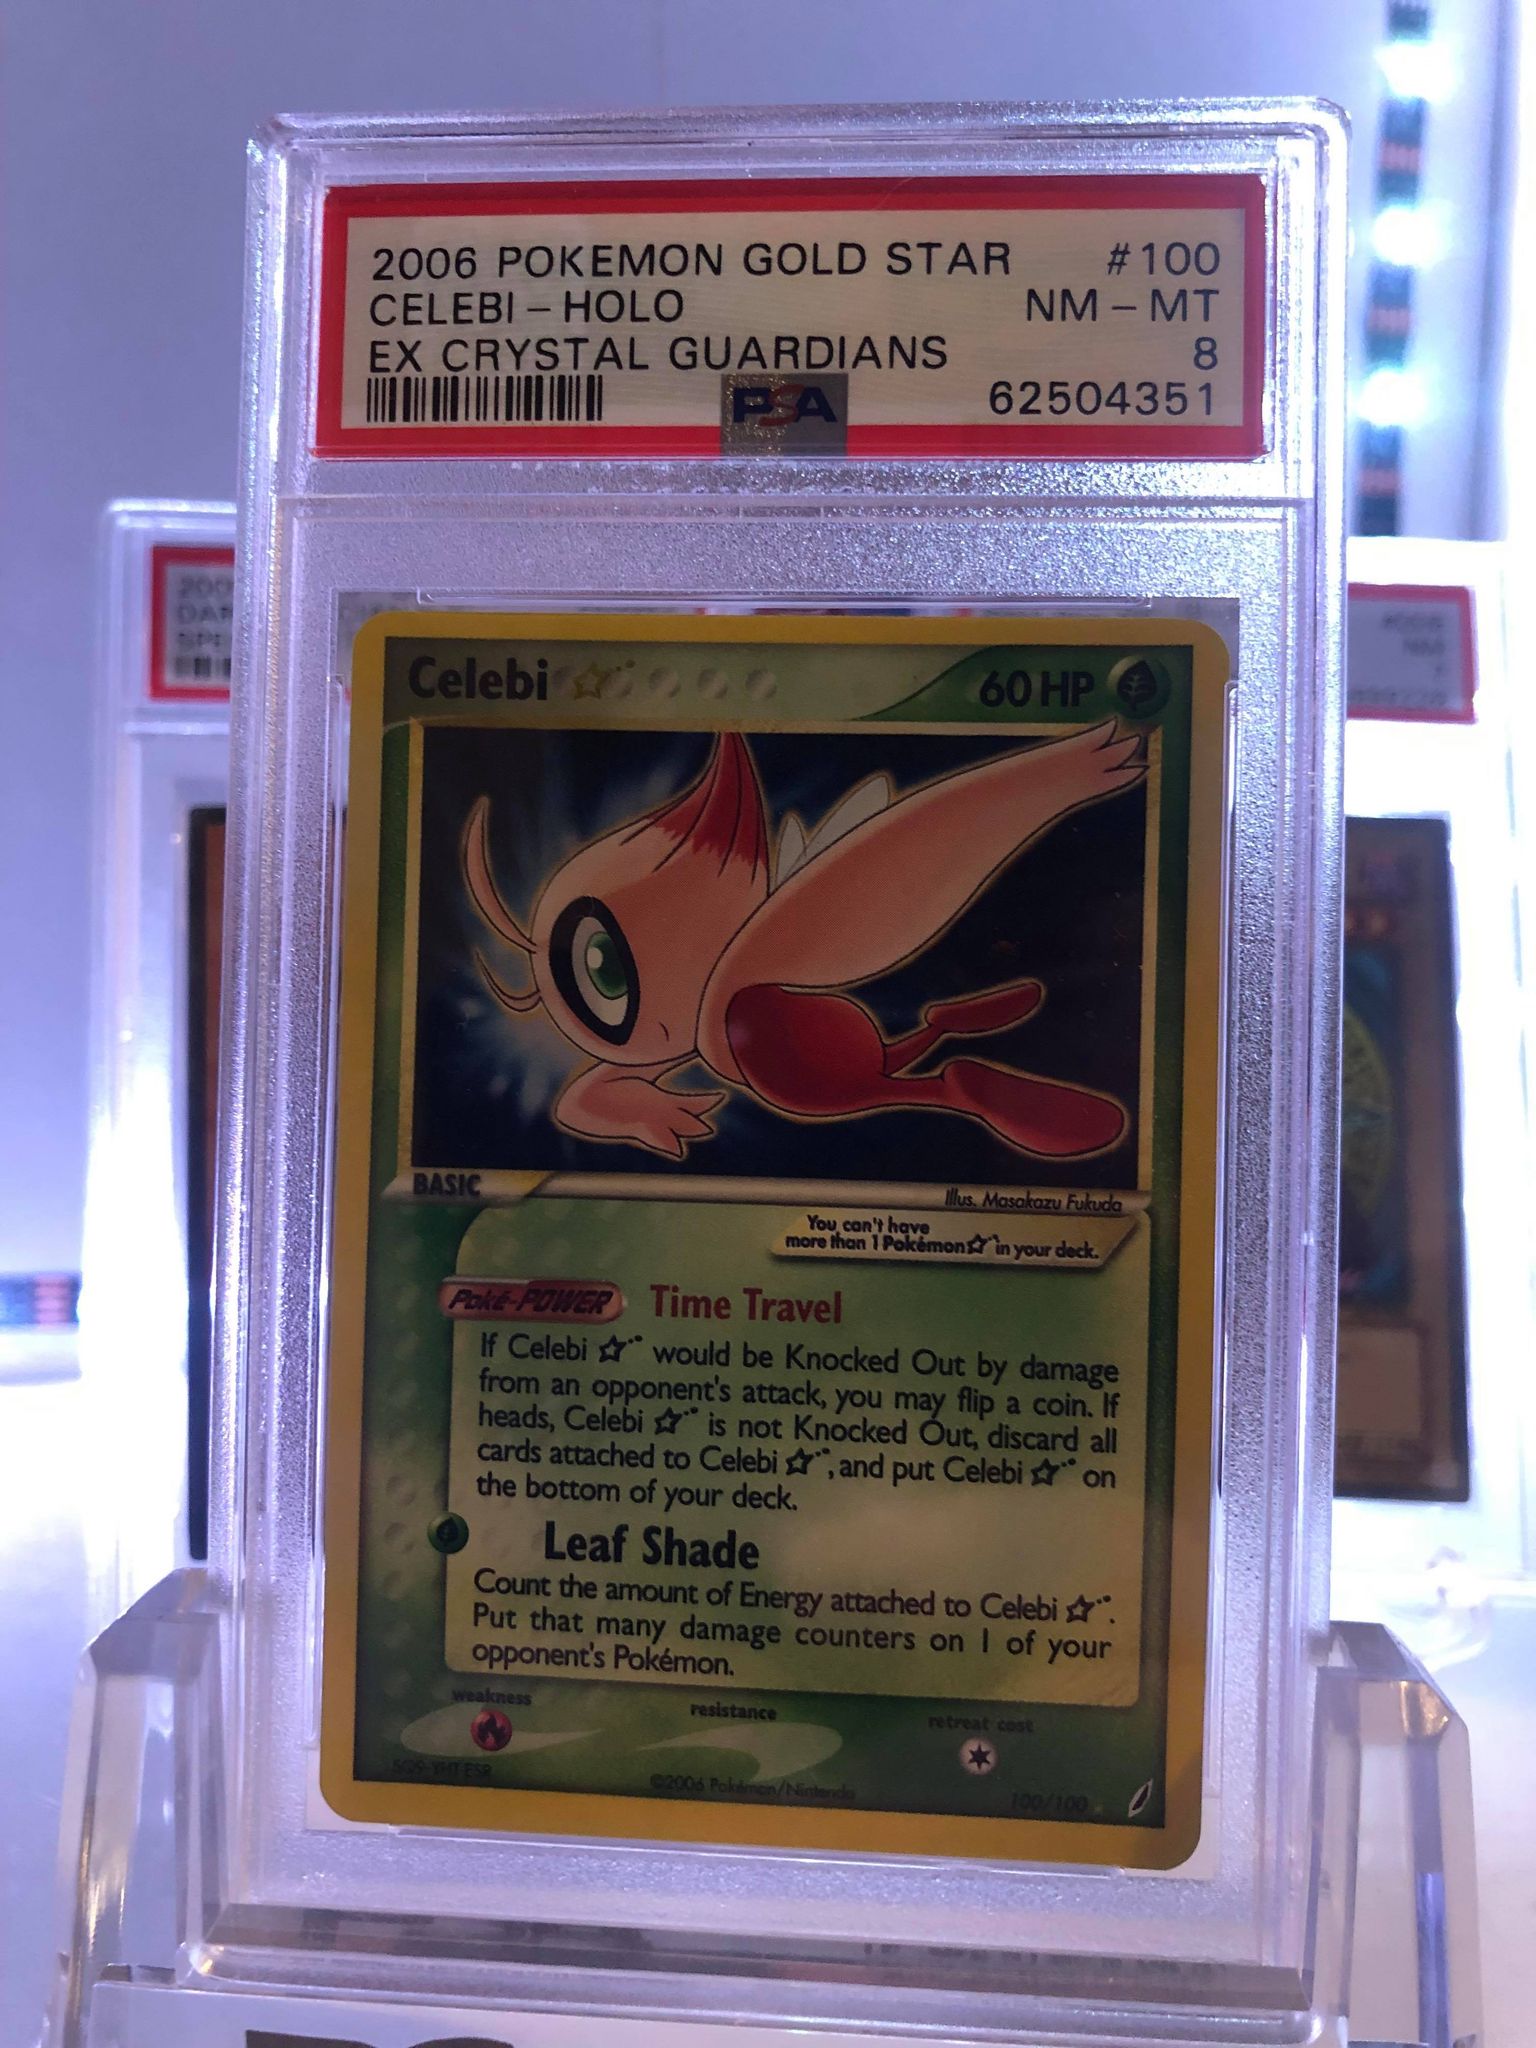 2006 POKEMON GOLD STAR #100
CELEBI - HOLO NM - MT
EX CRYSTAL GUARDIANS 8
PSA 62504351
Celebi ☆ 60 HP
BASIC
Illus. Masakazu Fukuda
You can't have
more than 1 Pokémon ☆ in your deck.
Poké-POWER Time Travel
If Celebi ☆ would be Knocked Out by damage
from an opponent's attack, you may flip a coin. If
heads, Celebi ☆ is not Knocked Out, discard all
cards attached to Celebi ☆, and put Celebi ☆ on
the bottom of your deck.
Leaf Shade
Count the amount of Energy attached to Celebi ☆.
Put that many damage counters on 1 of your
opponent's Pokémon.
weakness resistance retreat cost
©2006 Pokémon/Nintendo 100/100